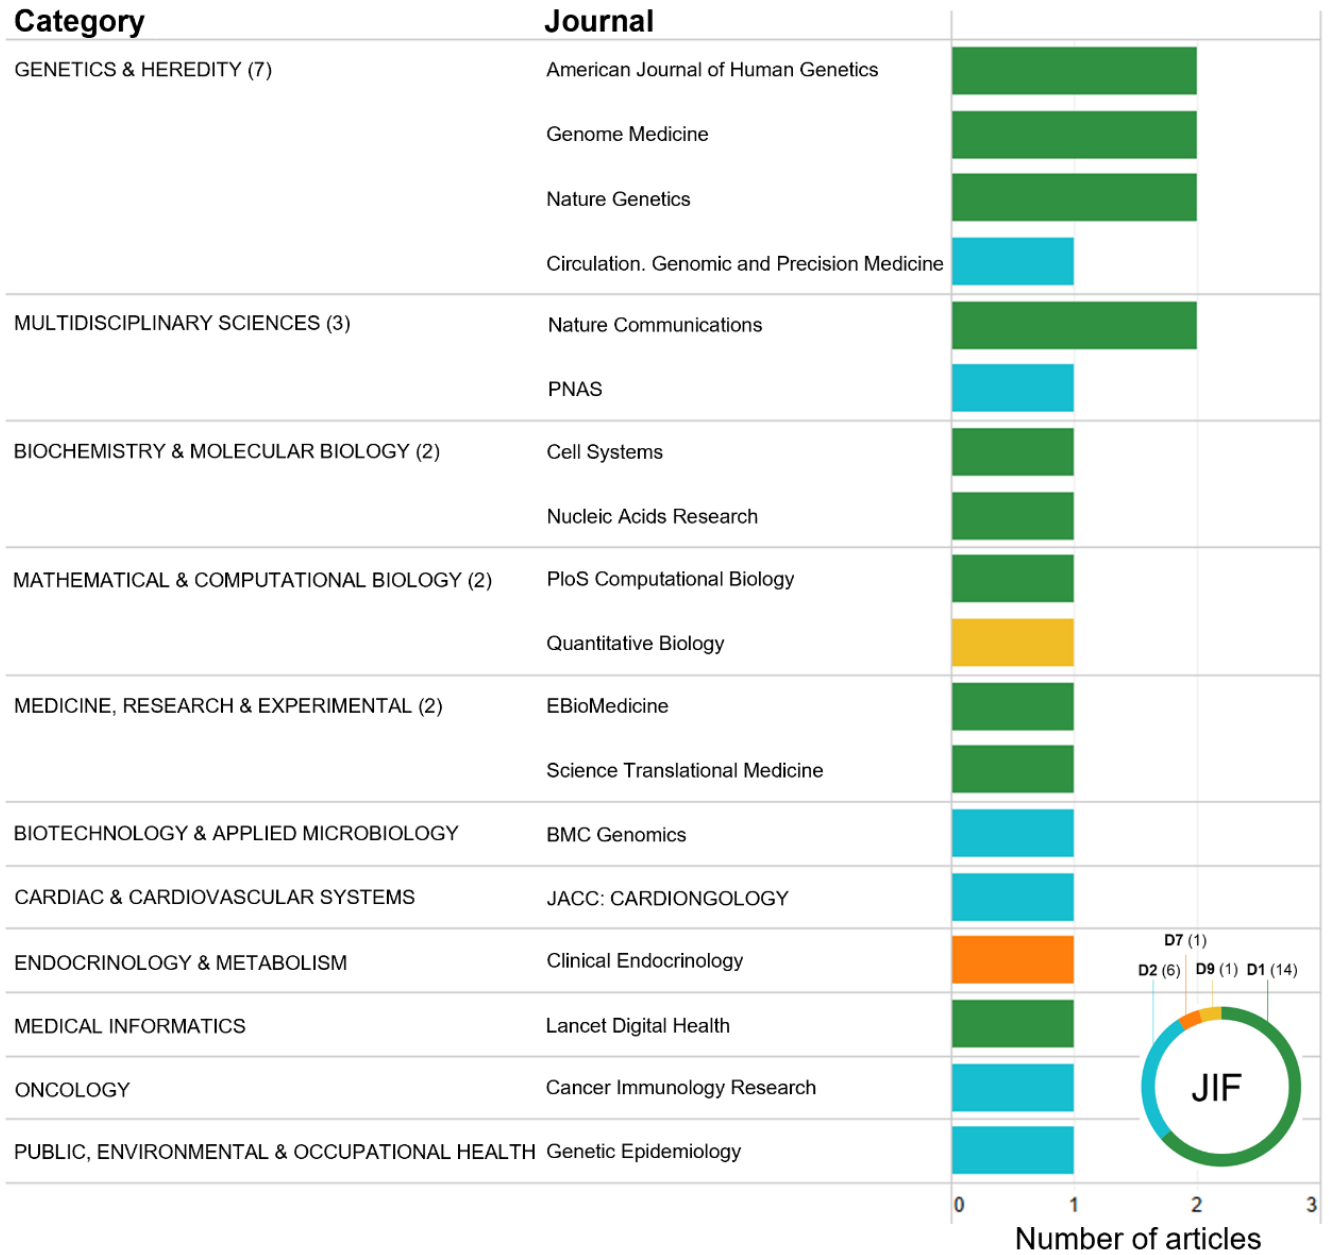 Category Journal
GENETICS & HEREDITY (7) American Journal of Human Genetics
Genome Medicine
Nature Genetics
Circulation. Genomic and Precision Medicine
MULTIDISCIPLINARY SCIENCES (3) Nature Communications
PNAS
BIOCHEMISTRY & MOLECULAR BIOLOGY (2) Cell Systems
Nucleic Acids Research
MATHEMATICAL & COMPUTATIONAL BIOLOGY (2) PloS Computational Biology
Quantitative Biology
MEDICINE, RESEARCH & EXPERIMENTAL (2) EBioMedicine
Science Translational Medicine
BIOTECHNOLOGY & APPLIED MICROBIOLOGY BMC Genomics
CARDIAC & CARDIOVASCULAR SYSTEMS JACC: CARDIONGOLOGY
ENDOCRINOLOGY & METABOLISM Clinical Endocrinology
MEDICAL INFORMATICS Lancet Digital Health
ONCOLOGY Cancer Immunology Research
PUBLIC, ENVIRONMENTAL & OCCUPATIONAL HEALTH Genetic Epidemiology
D7 (1)
D2 (6) D9 (1) D1 (14)
JIF
0 1 2 3
Number of articles